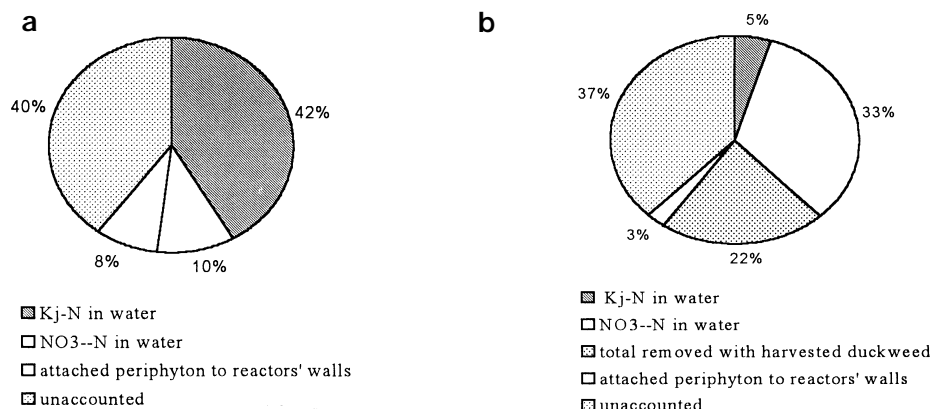 a
40%
42%
8%
10%
Kj-N in water
NO3--N in water
attached periphyton to reactors' walls
unaccounted
b
5%
37%
33%
3%
22%
Kj-N in water
NO3--N in water
total removed with harvested duckweed
attached periphyton to reactors' walls
unaccounted